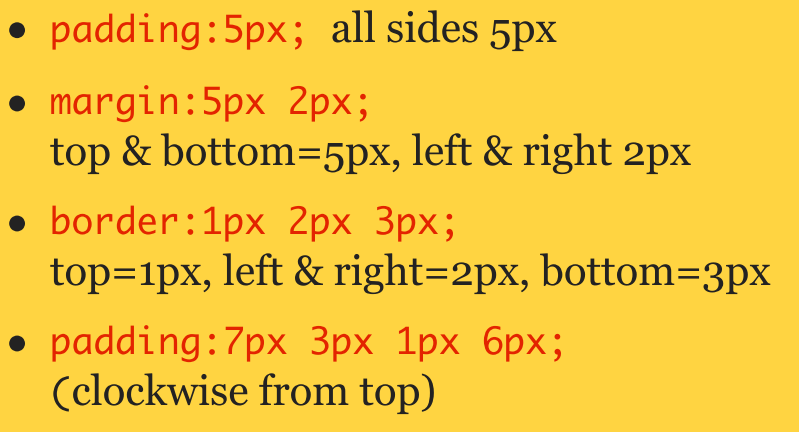 • padding:5px; all sides 5px
• margin:5px 2px;
top & bottom=5px, left & right 2px
• border:1px 2px 3px;
top=1px, left & right=2px, bottom=3px
• padding:7px 3px 1px 6px;
(clockwise from top)